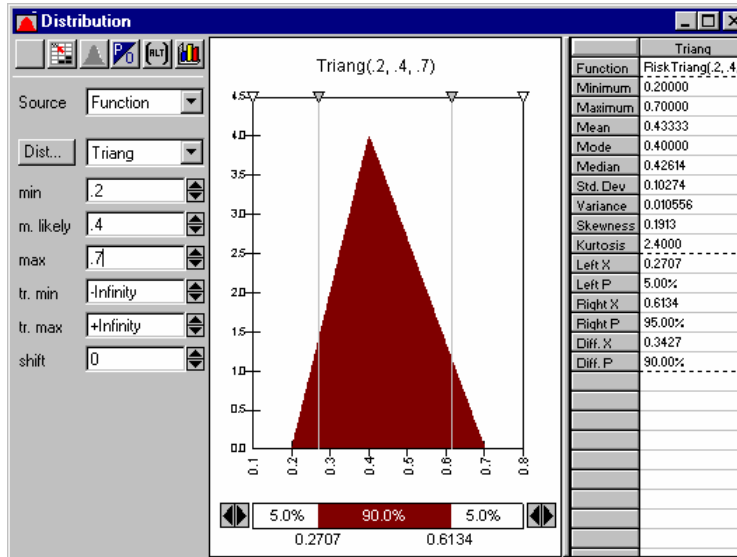 Distribution
P/O (ALT)
Source Function
Dist... Triang
min .2
m. likely .4
max .7
tr. min -Infinity
tr. max +Infinity
shift 0
Triang(.2, .4, .7)
4.5
4.0
3.5
3.0
2.5
2.0
1.5
1.0
0.5
0.0
0.1 0.2 0.3 0.4 0.5 0.6 0.7 0.8
5.0% 90.0% 5.0%
0.2707 0.6134
Triang
Function RiskTriang(.2, .4
Minimum 0.20000
Maximum 0.70000
Mean 0.43333
Mode 0.40000
Median 0.42614
Std. Dev 0.10274
Variance 0.010556
Skewness 0.1913
Kurtosis 2.4000
Left X 0.2707
Left P 5.00%
Right X 0.6134
Right P 95.00%
Diff. X 0.3427
Diff. P 90.00%